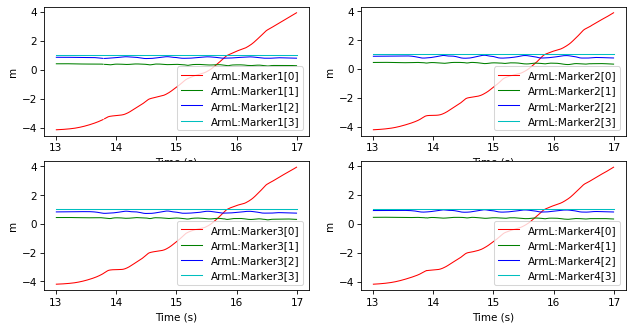 4
2
0
−2
−4
m
13
14
15
16
17
Time (s)
ArmL:Marker1[0]
ArmL:Marker1[1]
ArmL:Marker1[2]
ArmL:Marker1[3]
4
2
0
−2
−4
m
13
14
15
16
17
Time (s)
ArmL:Marker2[0]
ArmL:Marker2[1]
ArmL:Marker2[2]
ArmL:Marker2[3]
4
2
0
−2
−4
m
13
14
15
16
17
Time (s)
ArmL:Marker3[0]
ArmL:Marker3[1]
ArmL:Marker3[2]
ArmL:Marker3[3]
4
2
0
−2
−4
m
13
14
15
16
17
Time (s)
ArmL:Marker4[0]
ArmL:Marker4[1]
ArmL:Marker4[2]
ArmL:Marker4[3]